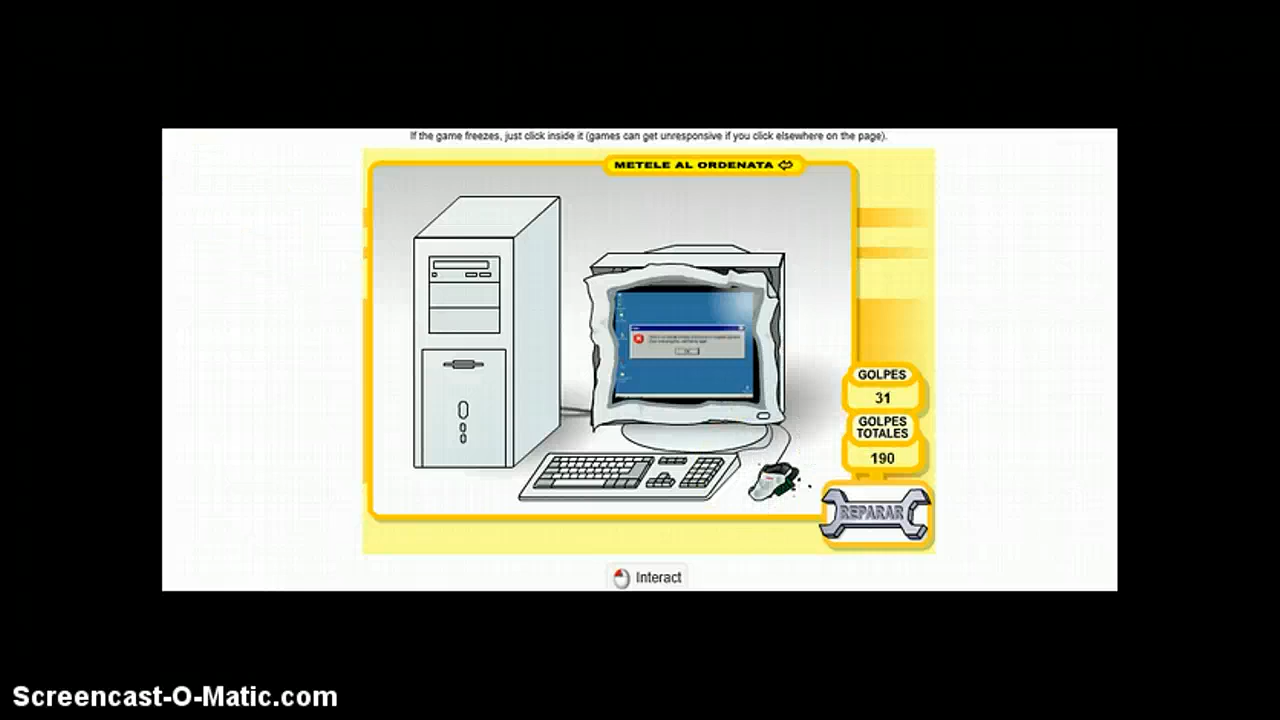 If the game freezes, just click inside it (games can get unresponsive if you click elsewhere on the page).
METELE AL ORDENATA
GOLPES
31
GOLPES
TOTALES
190
REPARAR
Interact
Screencast-O-Matic.com